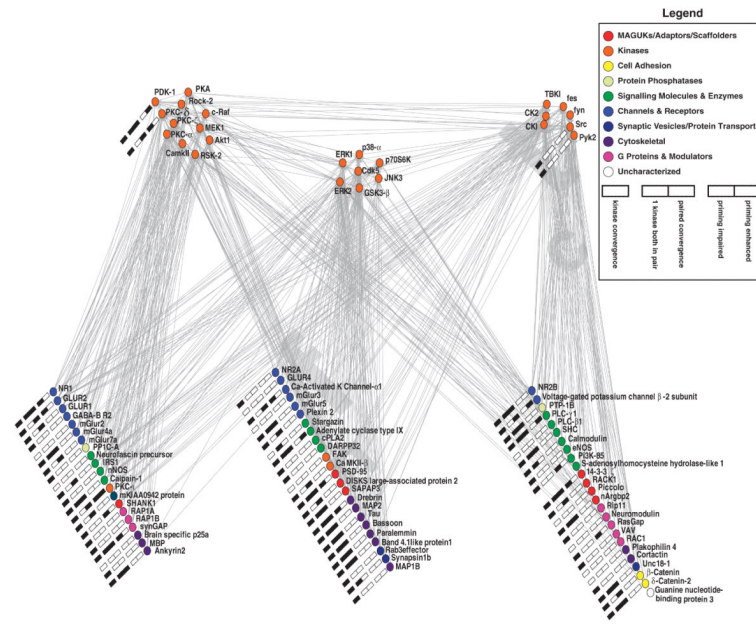 Legend
MAGUKs/Adaptors/Scaffolders
Kinases
Cell Adhesion
Protein Phosphatases
Signalling Molecules & Enzymes
Channels & Receptors
Synaptic Vesicles/Protein Transport
Cytoskeletal
G Proteins & Modulators
Uncharacterized
kinase convergence
1 kinase both in pair
paired convergence
priming impaired
priming enhanced
PDK-1
PKA
Rock-2
PKC-δ
c-Raf
MEK1
PKC-α
Akt1
CamkII
RSK-2
ERK1
p38-α
p70S6K
Cdk5
JNK3
ERK2
GSK3-β
TBKI
fes
CK2
fyn
CKI
Src
Pyk2
NR1
GLUR2
GLUR1
GABA-B R2
mGlur2
mGlur4a
mGlur7a
PP1C-A
Neurofascin precursor
IRS1
nNOS
Calpain-1
mKIAA0942 protein
SHANK1
RAP1A
RAP1B
synGAP
Brain specific p25a
MBP
Ankyrin2
NR2A
GLUR4
Ca-Activated K Channel-α1
mGlur3
mGlur5
Plexin 2
Stargazin
Adenylate cyclase type IX
cPLA2
DARPP32
FAK
CaMKII-β
PSD-95
DISKS large-associated protein 2
SAPAP3
Drebrin
MAP2
Tau
Bassoon
Paralemmin
Band 4.1like protein1
Rab3effector
Synapsin1b
MAP1B
NR2B
Voltage-gated potassium channel β-2 subunit
PTP-1B
PLC-γ1
PLC-β1
SHC
Calmodulin
eNOS
Pi3K-85
S-adenolsylhomocysteine hydrolase-like 1
RACK1
Piccolo
nArgbp2
Rip11
Neuromodulin
RasGap
VAV
RAC1
Plakophilin 4
Cortactin
Unc18-1
β-Catenin
δ-Catenin-2
Guanine nucleotide-
binding protein 3